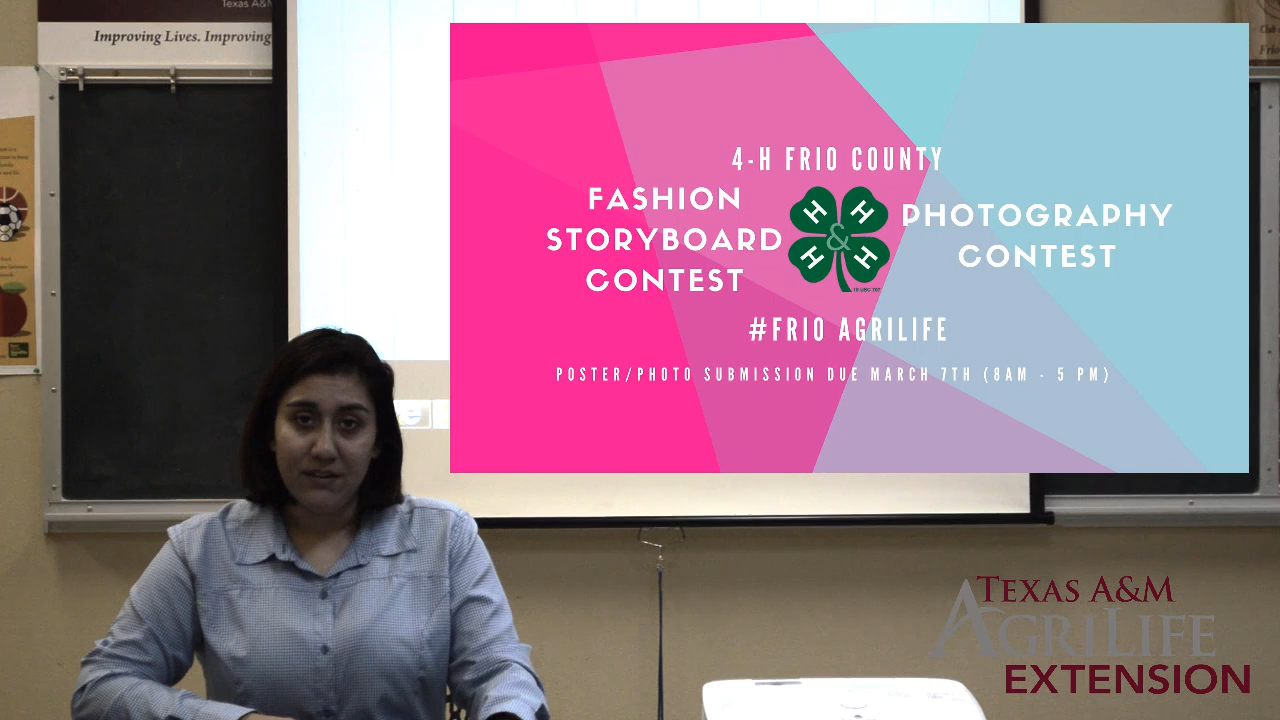 Texas A&M
Improving Lives. Improving
4-H FRIO COUNTY
FASHION
STORYBOARD
CONTEST
H H
&
H H
PHOTOGRAPHY
CONTEST
#FRIO AGRILIFE
POSTER/PHOTO SUBMISSION DUE MARCH 7TH (8AM - 5 PM)
TEXAS A&M
AGRILIFE
EXTENSION